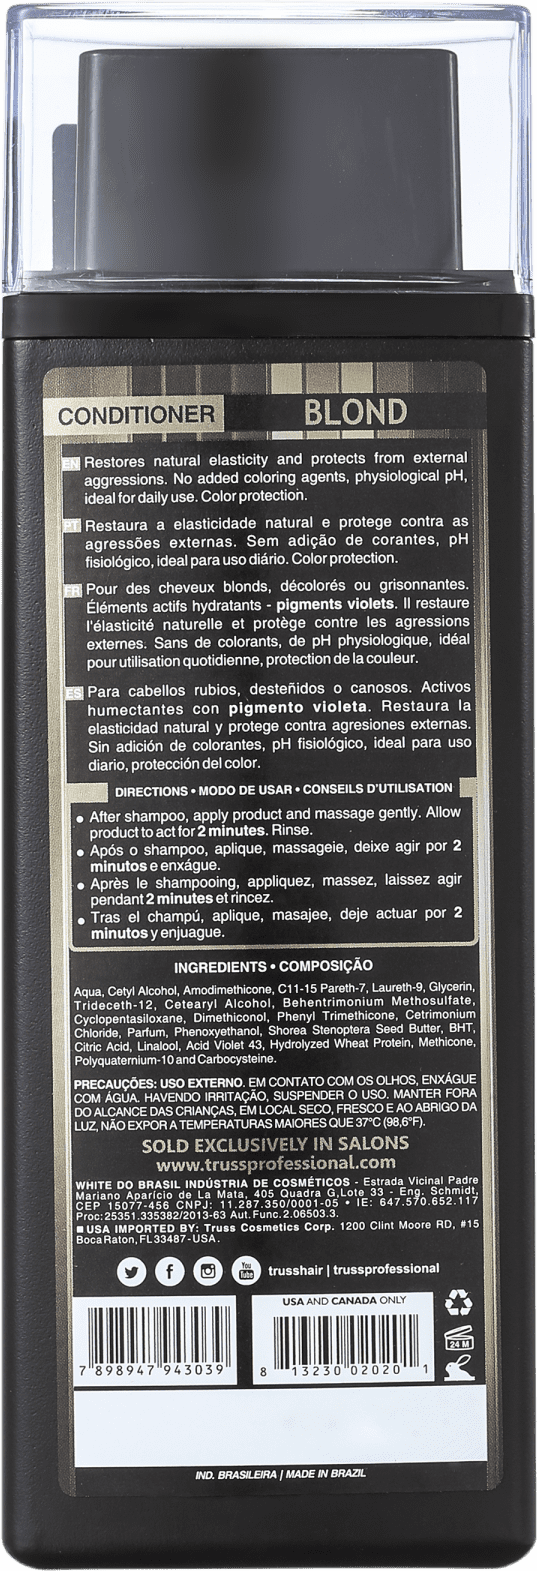 CONDITIONER BLOND
EN Restores natural elasticity and protects from external
aggressions. No added coloring agents, physiological pH,
ideal for daily use. Color protection.
PT Restaura a elasticidade natural e protege contra as
agressões externas. Sem adição de corantes, pH
fisiológico, ideal para uso diário. Color protection.
FR Pour des cheveux blonds, décolorés ou grisonnantes.
Éléments actifs hydratants - pigments violets. Il restaure
l'élasticité naturelle et protège contre les agressions
externes. Sans de colorants, de pH physiologique, idéal
pour utilisation quotidienne, protection de la couleur.
ES Para cabellos rubios, desteñidos o canosos. Activos
humectantes con pigmento violeta. Restaura la
elasticidad natural y protege contra agresiones externas.
Sin adición de colorantes, pH fisiológico, ideal para uso
diario, protección del color.
DIRECTIONS • MODO DE USAR • CONSEILS D'UTILISATION
• After shampoo, apply product and massage gently. Allow
product to act for 2 minutes. Rinse.
• Após o shampoo, aplique, massageie, deixe agir por 2
minutos e enxágue.
• Après le shampooing, appliquez, massez, laissez agir
pendant 2 minutes et rincez.
• Tras el champú, aplique, masajee, deje actuar por 2
minutos y enjuague.
INGREDIENTS • COMPOSIÇÃO
Aqua, Cetyl Alcohol, Amodimethicone, C11-15 Pareth-7, Laureth-9, Glycerin,
Trideceth-12, Cetearyl Alcohol, Behentrimonium Methosulfate,
Cyclopentasiloxane, Dimethiconol, Phenyl Trimethicone, Cetrimonium
Chloride, Parfum, Phenoxyethanol, Shorea Stenoptera Seed Butter, BHT,
Citric Acid, Linalool, Acid Violet 43, Hydrolyzed Wheat Protein, Methicone,
Polyquaternium-10 and Carbocysteine.
PRECAUÇÕES: USO EXTERNO. EM CONTATO COM OS OLHOS, ENXÁGUE
COM ÁGUA. HAVENDO IRRITAÇÃO, SUSPENDER O USO. MANTER FORA
DO ALCANCE DAS CRIANÇAS, EM LOCAL SECO, FRESCO E AO ABRIGO DA
LUZ, NÃO EXPOR A TEMPERATURAS MAIORES QUE 37°C (98,6°F).
SOLD EXCLUSIVELY IN SALONS
www.trussprofessional.com
WHITE DO BRASIL INDÚSTRIA DE COSMÉTICOS - Estrada Vicinal Padre
Mariano Aparício de La Mata, 405 Quadra G,Lote 33 - Eng. Schmidt,
CEP 15077-456 CNPJ: 11.287.350/0001-05 • IE: 647.570.652.117
Proc:25351.335382/2013-63 Aut.Func.2.06503.3.
■ USA IMPORTED BY: Truss Cosmetics Corp. 1200 Clint Moore RD, #15
Boca Raton, FL 33487 - USA.
You Tube trusshair | trussprofessional
USA AND CANADA ONLY
7 898947 943039
8 13230 02020 1
24 M
IND. BRASILEIRA | MADE IN BRAZIL